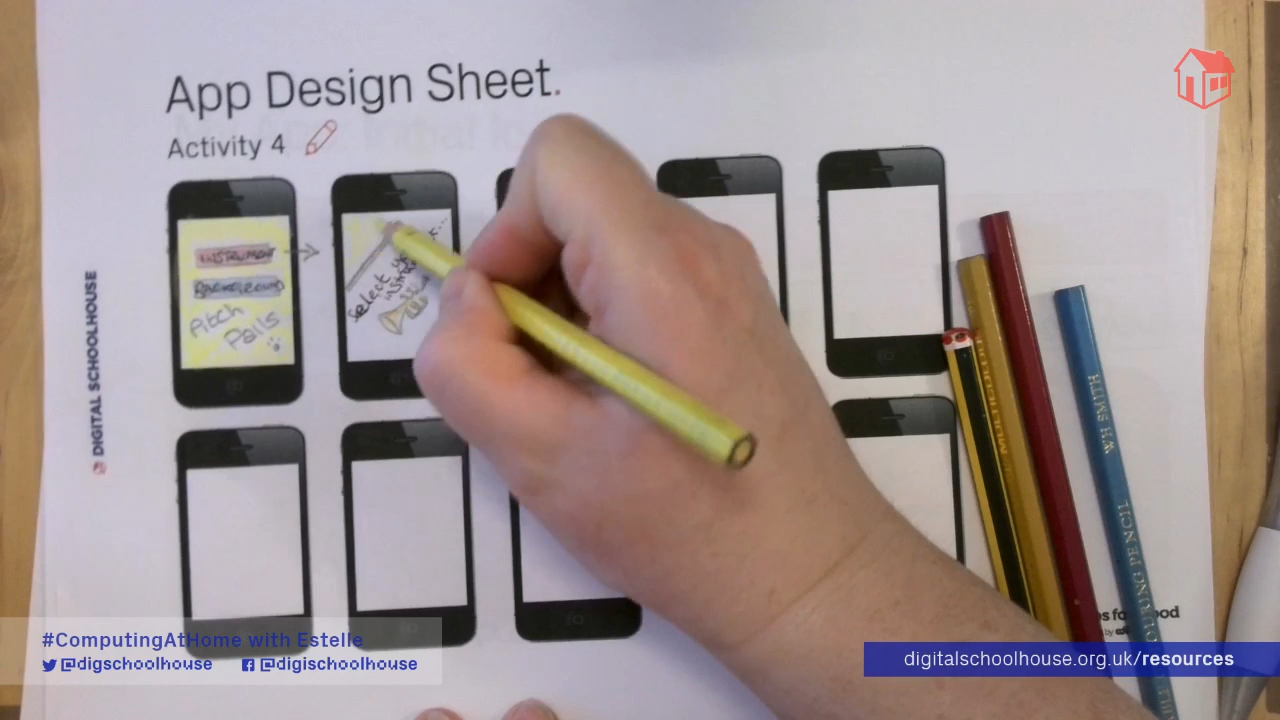 App Design Sheet.
Activity 4
INSTRUMENT
BACKGROUND
Pitch
Palls
Select
DIGITAL SCHOOLHOUSE
WH SMITH
#ComputingAtHome with Estelle
@digschoolhouse @digischoolhouse
digitalschoolhouse.org.uk/resources